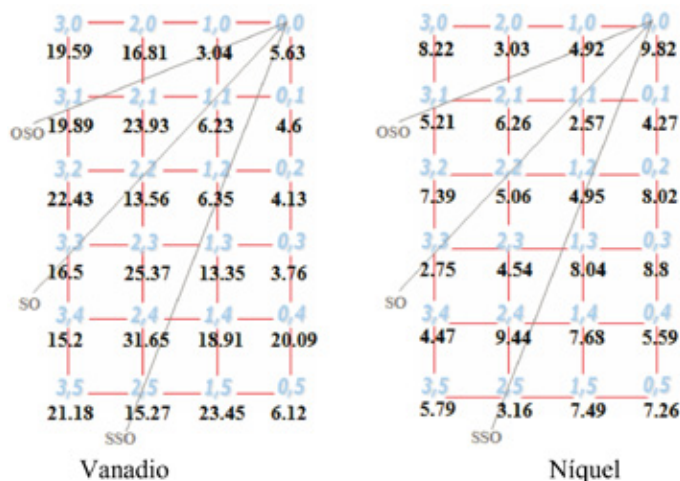 3,0 2,0 1,0 0,0
19.59 16.81 3.04 5.63
3,1 2,1 1,1 0,1
OSO 19.89 23.93 6.23 4.6
3,2 2,2 1,2 0,2
22.43 13.56 6.35 4.13
3,3 2,3 1,3 0,3
SO 16.5 25.37 13.35 3.76
3,4 2,4 1,4 0,4
15.2 31.65 18.91 20.09
3,5 2,5 1,5 0,5
21.18 15.27 23.45 6.12
SSO
Vanadio
3,0 2,0 1,0 0,0
8.22 3.03 4.92 9.82
3,1 2,1 1,1 0,1
OSO 5.21 6.26 2.57 4.27
3,2 2,2 1,2 0,2
7.39 5.06 4.95 8.02
3,3 2,3 1,3 0,3
SO 2.75 4.54 8.04 8.8
3,4 2,4 1,4 0,4
4.47 9.44 7.68 5.59
3,5 2,5 1,5 0,5
5.79 3.16 7.49 7.26
SSO
Níquel